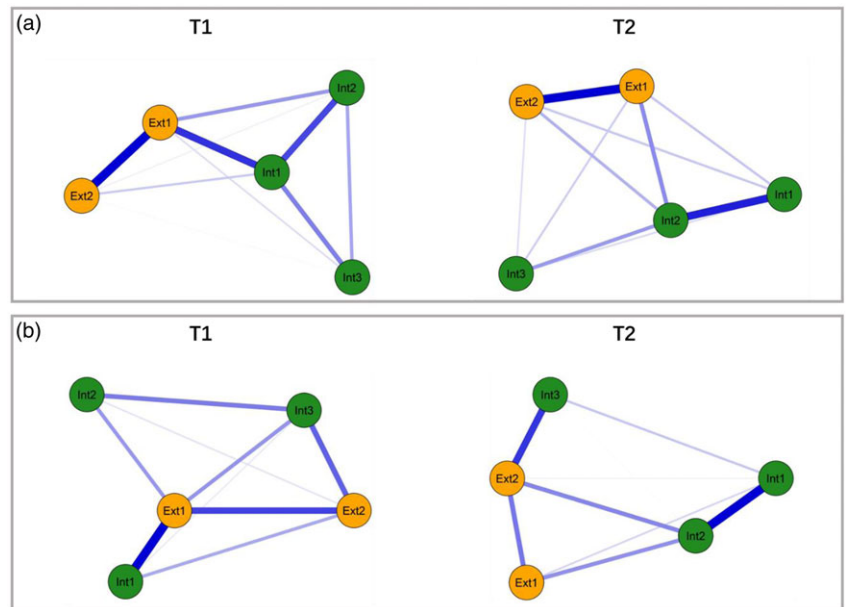 (a)
T1
T2
Int2
Ext1
Int1
Ext2
Int3
Ext1
Ext2
Int1
Int2
Int3
(b)
T1
T2
Int2
Int3
Ext1
Ext2
Int1
Int3
Ext2
Int1
Int2
Ext1